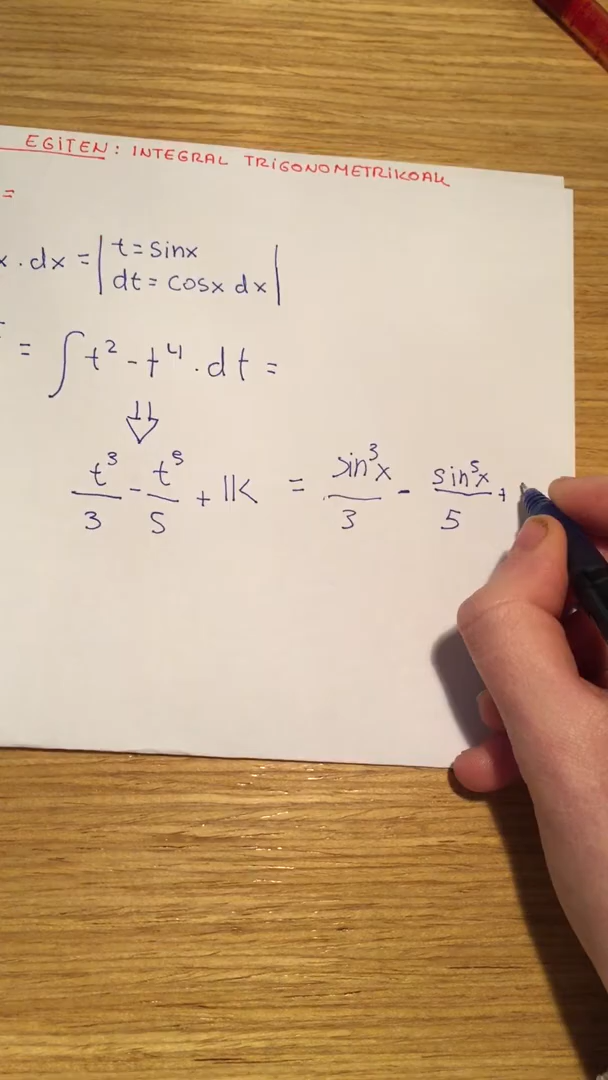 EGITEN: INTEGRAL TRIGONOMETRIKOAK
=
x . dx = | t = sinx
dt = cosx dx |
= ∫ t² - t⁴ . dt =
⇓
t³/3 - t⁵/5 + K = sin³x/3 - sin⁵x/5 +